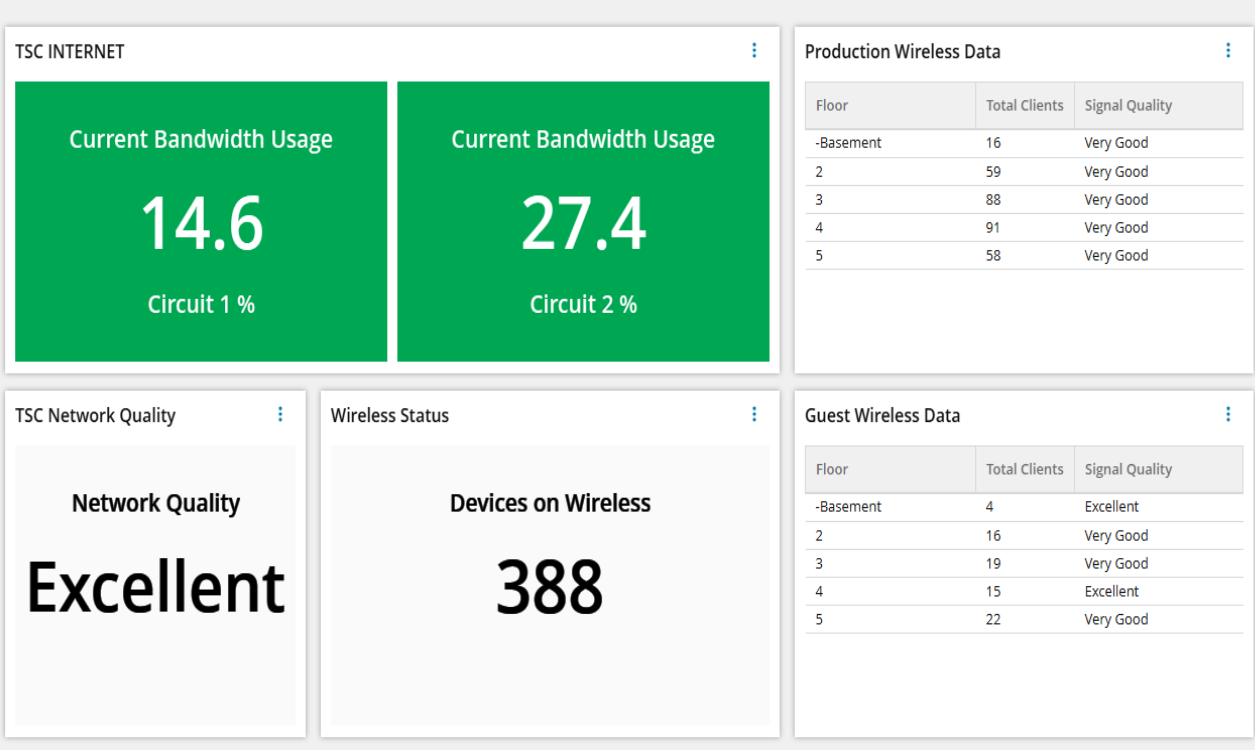 TSC INTERNET
Current Bandwidth Usage
14.6
Circuit 1 %
Current Bandwidth Usage
27.4
Circuit 2 %
Production Wireless Data
Floor Total Clients Signal Quality
-Basement 16 Very Good
2 59 Very Good
3 88 Very Good
4 91 Very Good
5 58 Very Good
TSC Network Quality
Network Quality
Excellent
Wireless Status
Devices on Wireless
388
Guest Wireless Data
Floor Total Clients Signal Quality
-Basement 4 Excellent
2 16 Very Good
3 19 Very Good
4 15 Excellent
5 22 Very Good